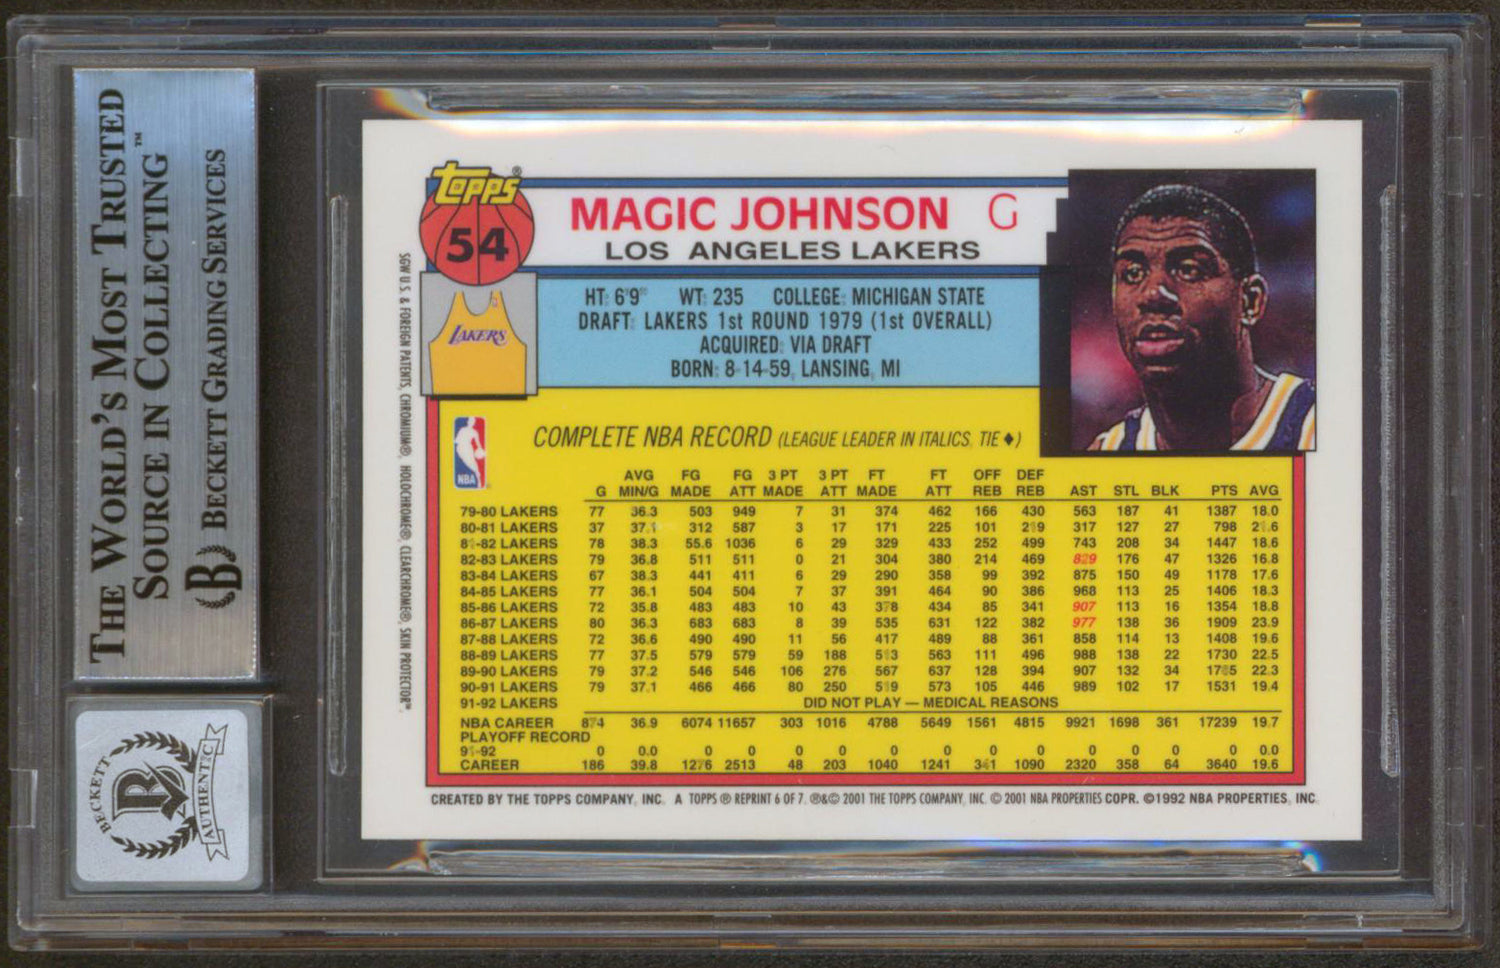 THE WORLD'S MOST TRUSTED
SOURCE IN COLLECTING™
BECKETT GRADING SERVICES
B
BECKETT
B
AUTHENTIC
SGW U.S. & FOREIGN PATENTS, CHROMIUM®, HOLOCHROME®, CLEARCHROME®, SKIN PROTECTOR™.
topps®
54
MAGIC JOHNSON G
LOS ANGELES LAKERS
LAKERS
HT: 6'9" WT: 235 COLLEGE: MICHIGAN STATE
DRAFT: LAKERS 1st ROUND 1979 (1st OVERALL)
ACQUIRED: VIA DRAFT
BORN: 8-14-59, LANSING, MI
NBA
COMPLETE NBA RECORD (LEAGUE LEADER IN ITALICS, TIE ♦)
AVG FG FG 3 PT 3 PT FT FT OFF DEF
G MIN/G MADE ATT MADE ATT MADE ATT REB REB AST STL BLK PTS AVG
79-80 LAKERS 77 36.3 503 949 7 31 374 462 166 430 563 187 41 1387 18.0
80-81 LAKERS 37 37.1 312 587 3 17 171 225 101 219 317 127 27 798 21.6
81-82 LAKERS 78 38.3 55.6 1036 6 29 329 433 252 499 743 208 34 1447 18.6
82-83 LAKERS 79 36.8 511 511 0 21 304 380 214 469 829 176 47 1326 16.8
83-84 LAKERS 67 38.3 441 411 6 29 290 358 99 392 875 150 49 1178 17.6
84-85 LAKERS 77 36.1 504 504 7 37 391 464 90 386 968 113 25 1406 18.3
85-86 LAKERS 72 35.8 483 483 10 43 378 434 85 341 907 113 16 1354 18.8
86-87 LAKERS 80 36.3 683 683 8 39 535 631 122 382 977 138 36 1909 23.9
87-88 LAKERS 72 36.6 490 490 11 56 417 489 88 361 858 114 13 1408 19.6
88-89 LAKERS 77 37.5 579 579 59 188 513 563 111 496 988 138 22 1730 22.5
89-90 LAKERS 79 37.2 546 546 106 276 567 637 128 394 907 132 34 1765 22.3
90-91 LAKERS 79 37.1 466 466 80 250 519 573 105 446 989 102 17 1531 19.4
91-92 LAKERS DID NOT PLAY — MEDICAL REASONS
NBA CAREER 874 36.9 6074 11657 303 1016 4788 5649 1561 4815 9921 1698 361 17239 19.7
PLAYOFF RECORD
91-92 0 0.0 0 0 0 0 0 0 0 0 0 0 0 0 0.0
CAREER 186 39.8 1276 2513 48 203 1040 1241 341 1090 2320 358 64 3640 19.6
CREATED BY THE TOPPS COMPANY, INC. A TOPPS ® REPRINT 6 OF 7. ®&© 2001 THE TOPPS COMPANY, INC. © 2001 NBA PROPERTIES COPR. ©1992 NBA PROPERTIES, INC.